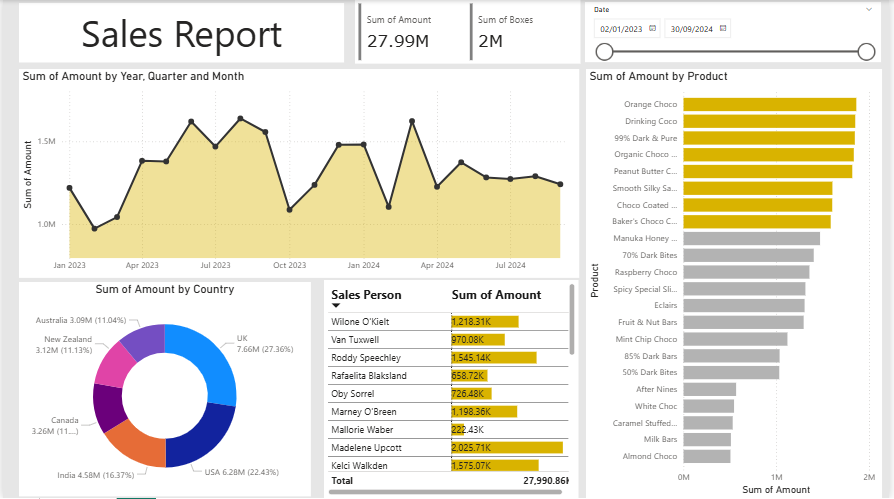 Sales Report
Sum of Amount
27.99M
Sum of Boxes
2M
Date
02/01/2023
30/09/2024
Sum of Amount by Year, Quarter and Month
Sum of Amount
1.5M
1.0M
Jan 2023 Apr 2023 Jul 2023 Oct 2023 Jan 2024 Apr 2024 Jul 2024
Sum of Amount by Product
Product
Orange Choco
Drinking Coco
99% Dark & Pure
Organic Choco ...
Peanut Butter C...
Smooth Silky Sa...
Choco Coated ...
Baker's Choco C...
Manuka Honey ...
70% Dark Bites
Raspberry Choco
Spicy Special Sli...
Eclairs
Fruit & Nut Bars
Mint Chip Choco
85% Dark Bars
50% Dark Bites
After Nines
White Choc
Caramel Stuffed...
Milk Bars
Almond Choco
0M 1M 2M
Sum of Amount
Sum of Amount by Country
Australia 3.09M (11.04%)
New Zealand
3.12M (11.13%)
Canada
3.26M (11....)
India 4.58M (16.37%)
USA 6.28M (22.43%)
UK
7.66M (27.36%)
Sales Person Sum of Amount
Wilone O'Kielt 1,218.31K
Van Tuxwell 970.08K
Roddy Speechley 1,545.14K
Rafaelita Blaksland 658.72K
Oby Sorrel 726.48K
Marney O'Breen 1,198.36K
Mallorie Waber 222.43K
Madelene Upcott 2,025.71K
Kelci Walkden 1,575.07K
Total 27,990.86K